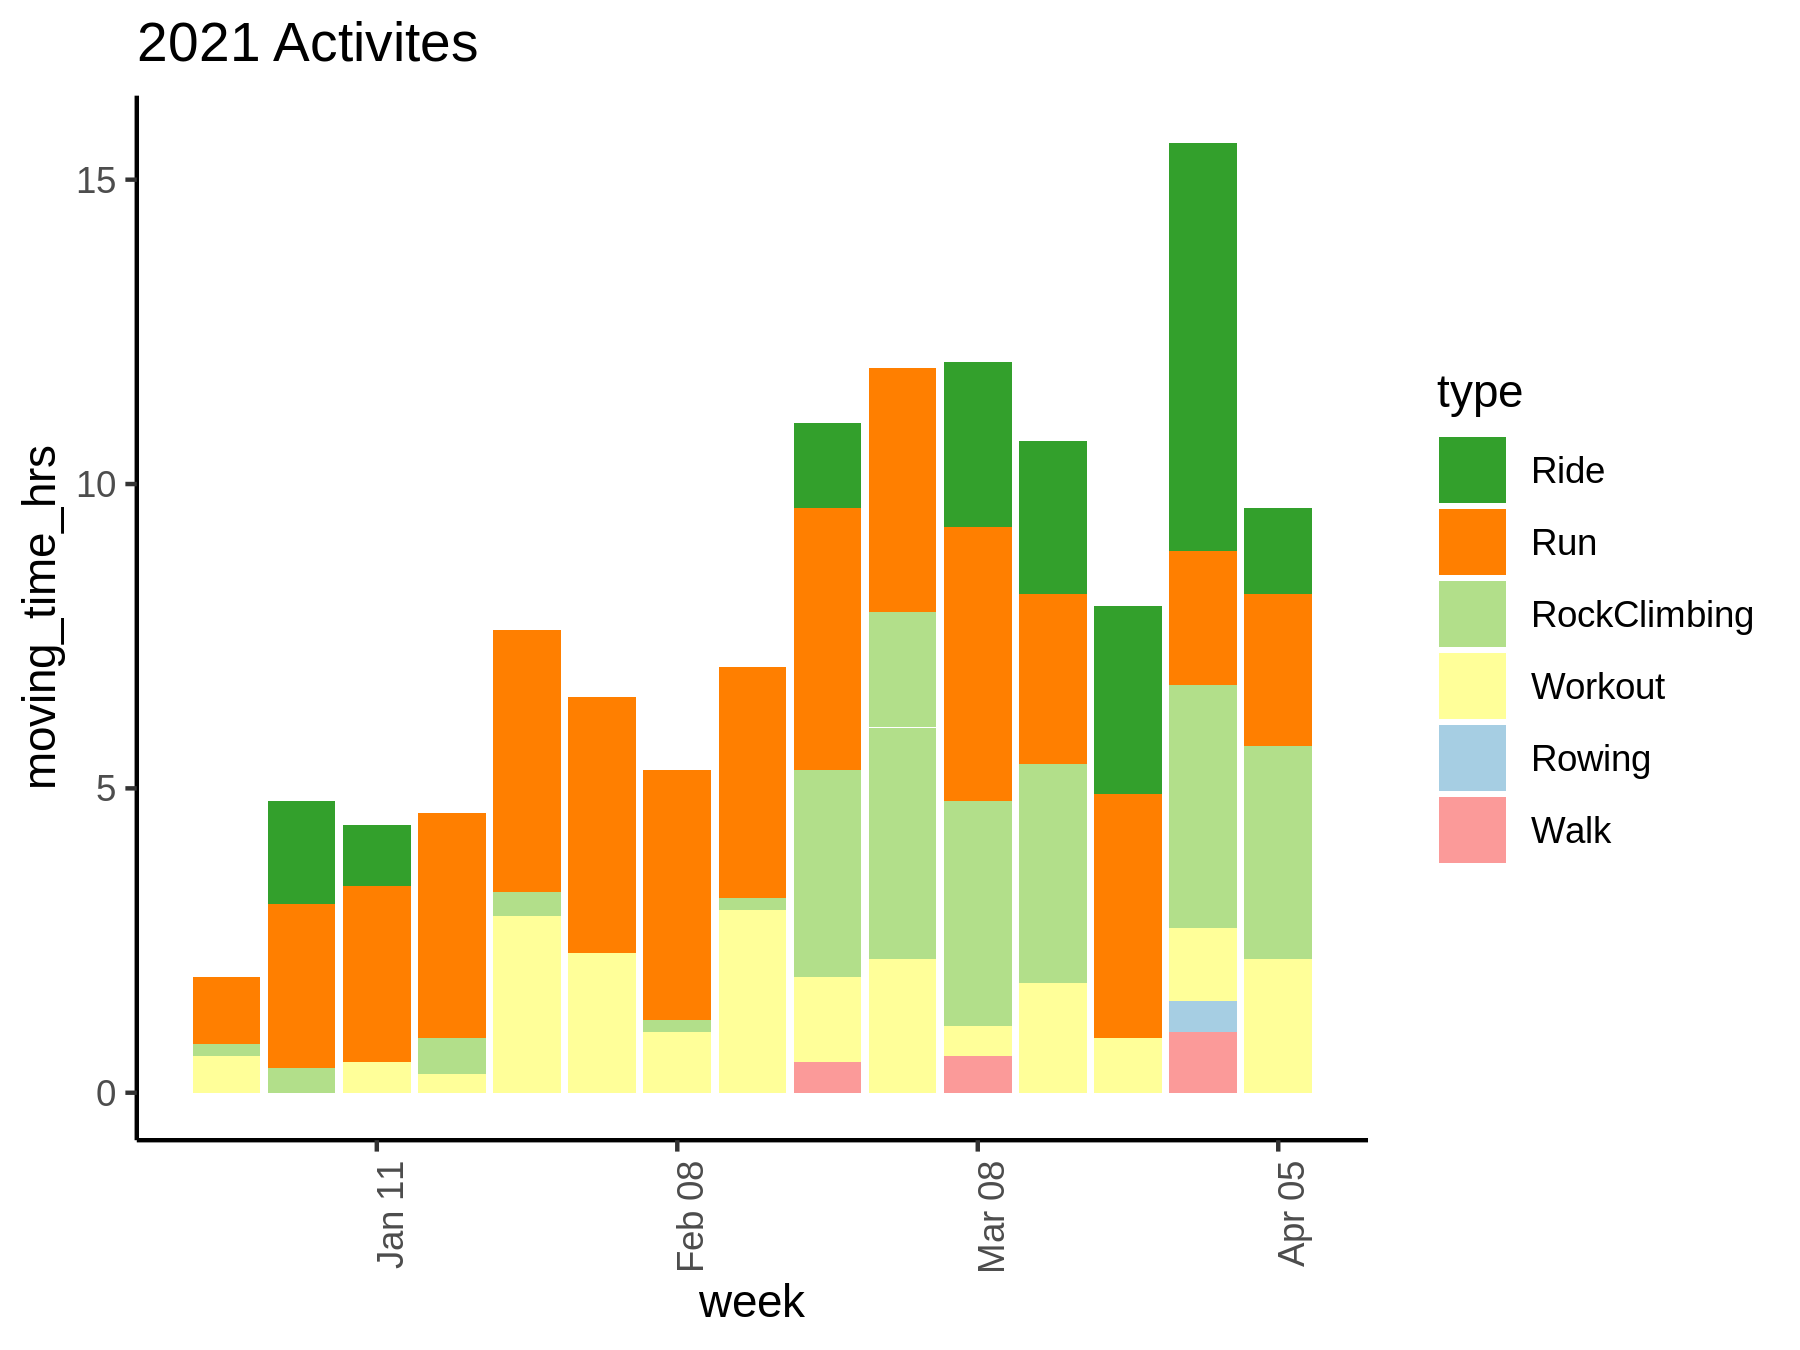 2021 Activites
moving_time_hrs
15
10
5
0
Jan 11
Feb 08
Mar 08
Apr 05
week
type
Ride
Run
RockClimbing
Workout
Rowing
Walk